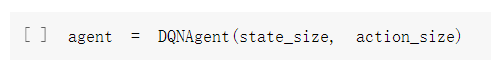 [ ] agent = DQNAgent(state_size, action_size)